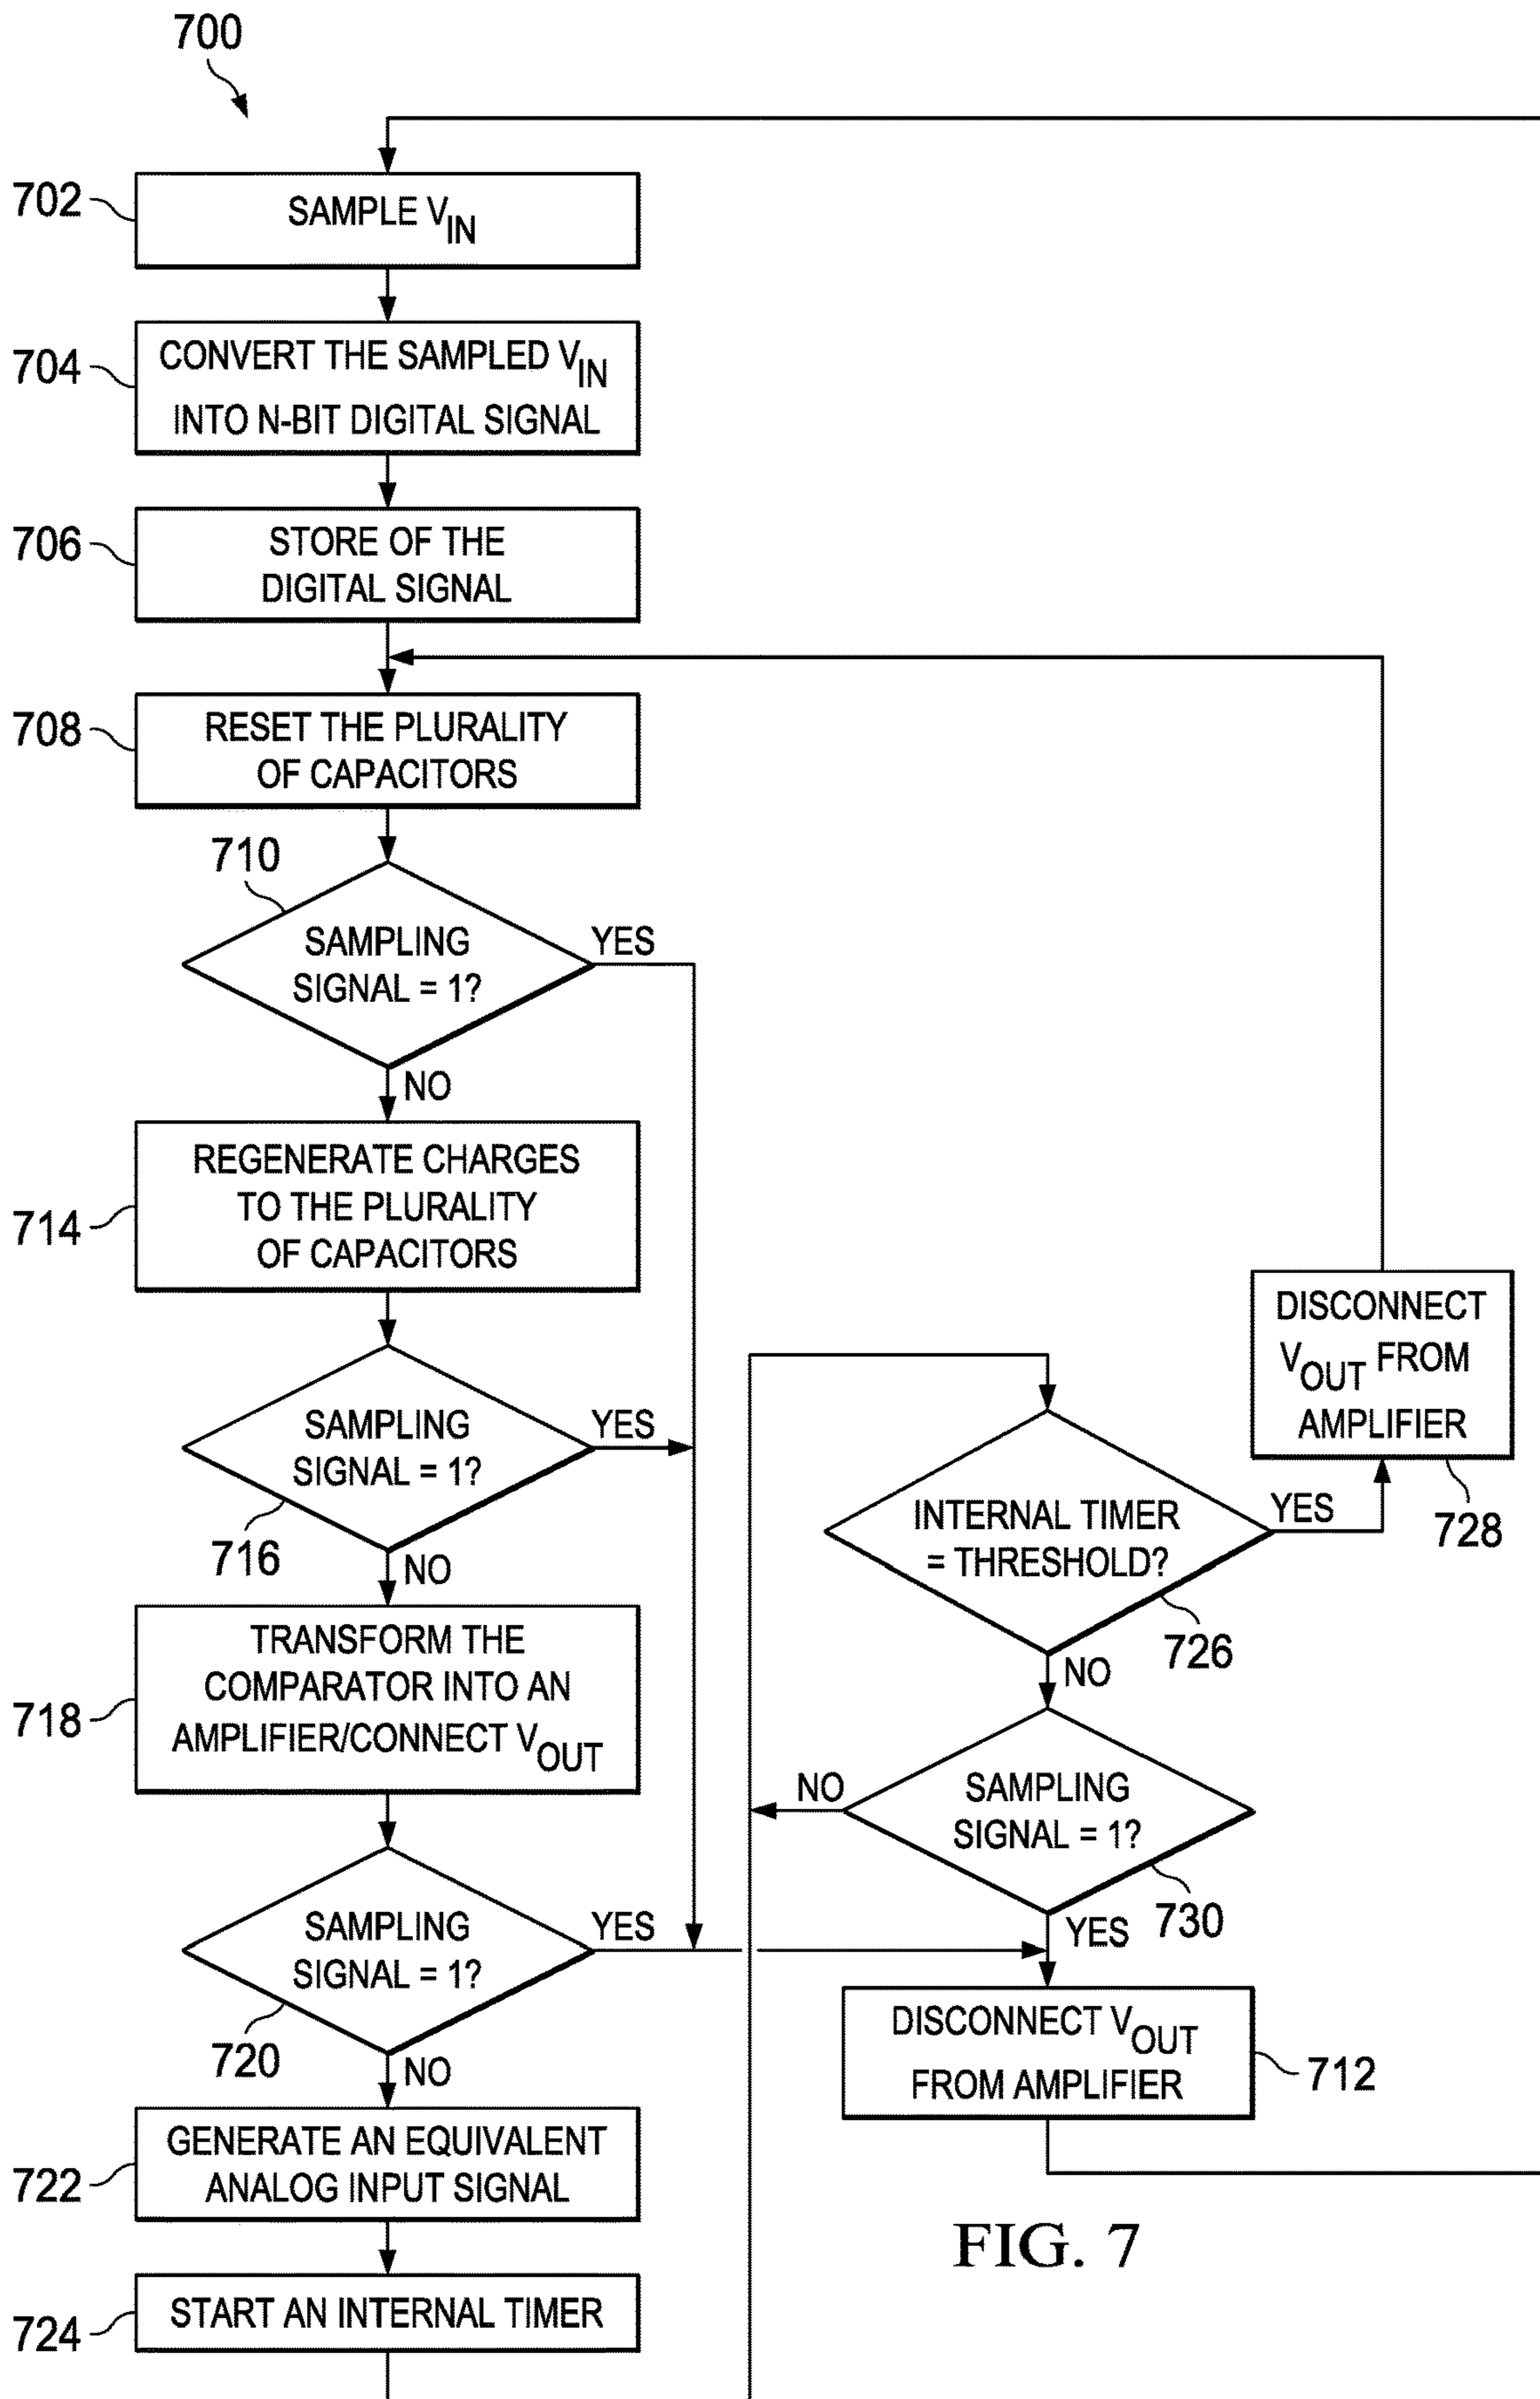 700
702
SAMPLE VIN
704
CONVERT THE SAMPLED VIN
INTO N-BIT DIGITAL SIGNAL
706
STORE OF THE
DIGITAL SIGNAL
708
RESET THE PLURALITY
OF CAPACITORS
710
SAMPLING
SIGNAL = 1?
YES
NO
714
REGENERATE CHARGES
TO THE PLURALITY
OF CAPACITORS
716
SAMPLING
SIGNAL = 1?
YES
NO
718
TRANSFORM THE
COMPARATOR INTO AN
AMPLIFIER/CONNECT VOUT
720
SAMPLING
SIGNAL = 1?
YES
NO
722
GENERATE AN EQUIVALENT
ANALOG INPUT SIGNAL
724
START AN INTERNAL TIMER
INTERNAL TIMER
= THRESHOLD?
726
YES
NO
DISCONNECT
VOUT FROM
AMPLIFIER
728
SAMPLING
SIGNAL = 1?
730
NO
YES
DISCONNECT VOUT
FROM AMPLIFIER
712
FIG. 7